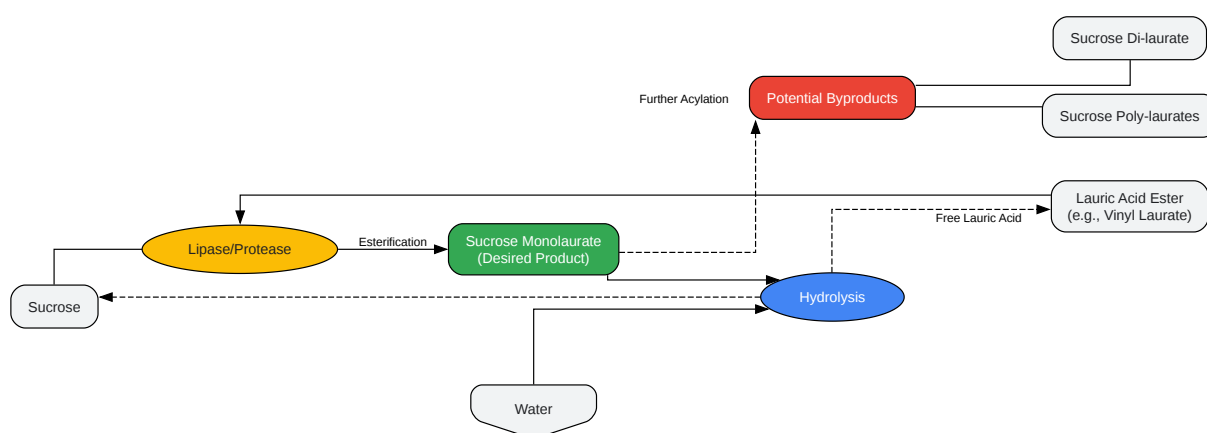 Sucrose Di-laurate
Further Acylation
Potential Byproducts
Sucrose Poly-laurates
Lauric Acid Ester
(e.g., Vinyl Laurate)
Free Lauric Acid
Lipase/Protease
Esterification
Sucrose Monolaurate
(Desired Product)
Sucrose
Hydrolysis
Water